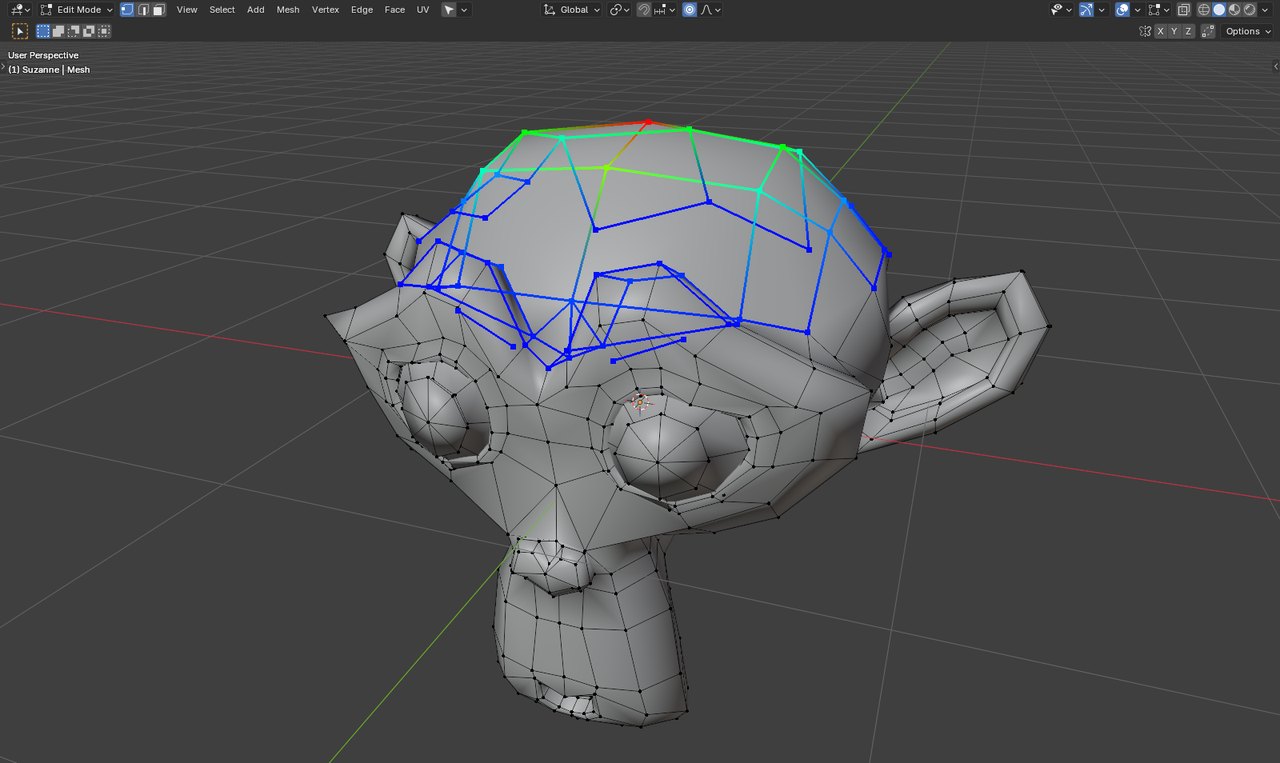 Edit Mode View Select Add Mesh Vertex Edge Face UV Global
X Y Z Options
User Perspective
(1) Suzanne | Mesh